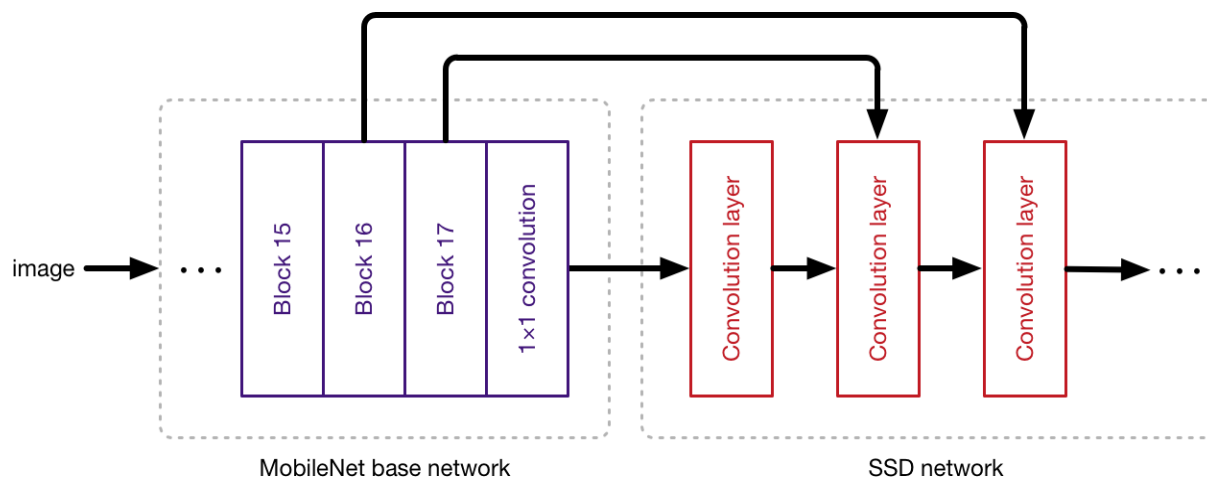 image
...
Block 15
Block 16
Block 17
1×1 convolution
Convolution layer
Convolution layer
Convolution layer
...
MobileNet base network
SSD network